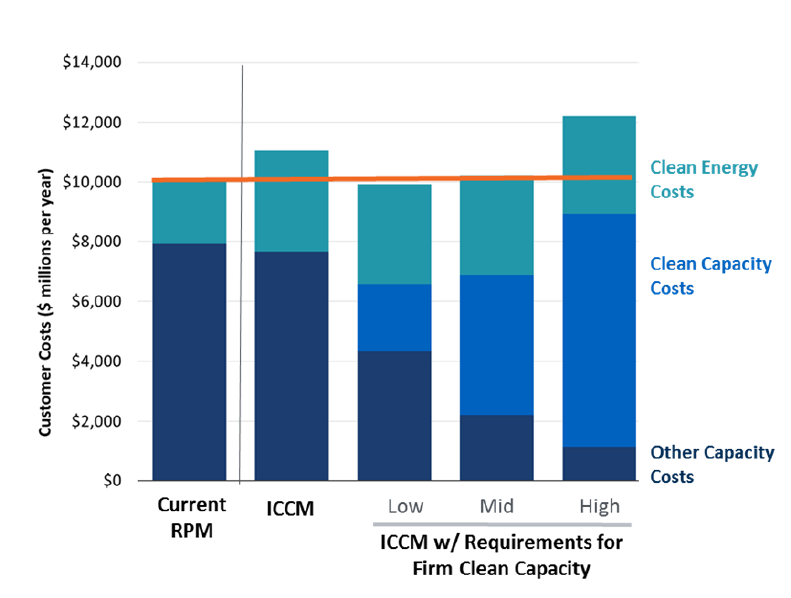 $14,000
$12,000
$10,000
$8,000
$6,000
$4,000
$2,000
$0
Customer Costs ($ millions per year)
Clean Energy
Costs
Clean Capacity
Costs
Other Capacity
Costs
Current
RPM
ICCM
Low
Mid
High
ICCM w/ Requirements for
Firm Clean Capacity